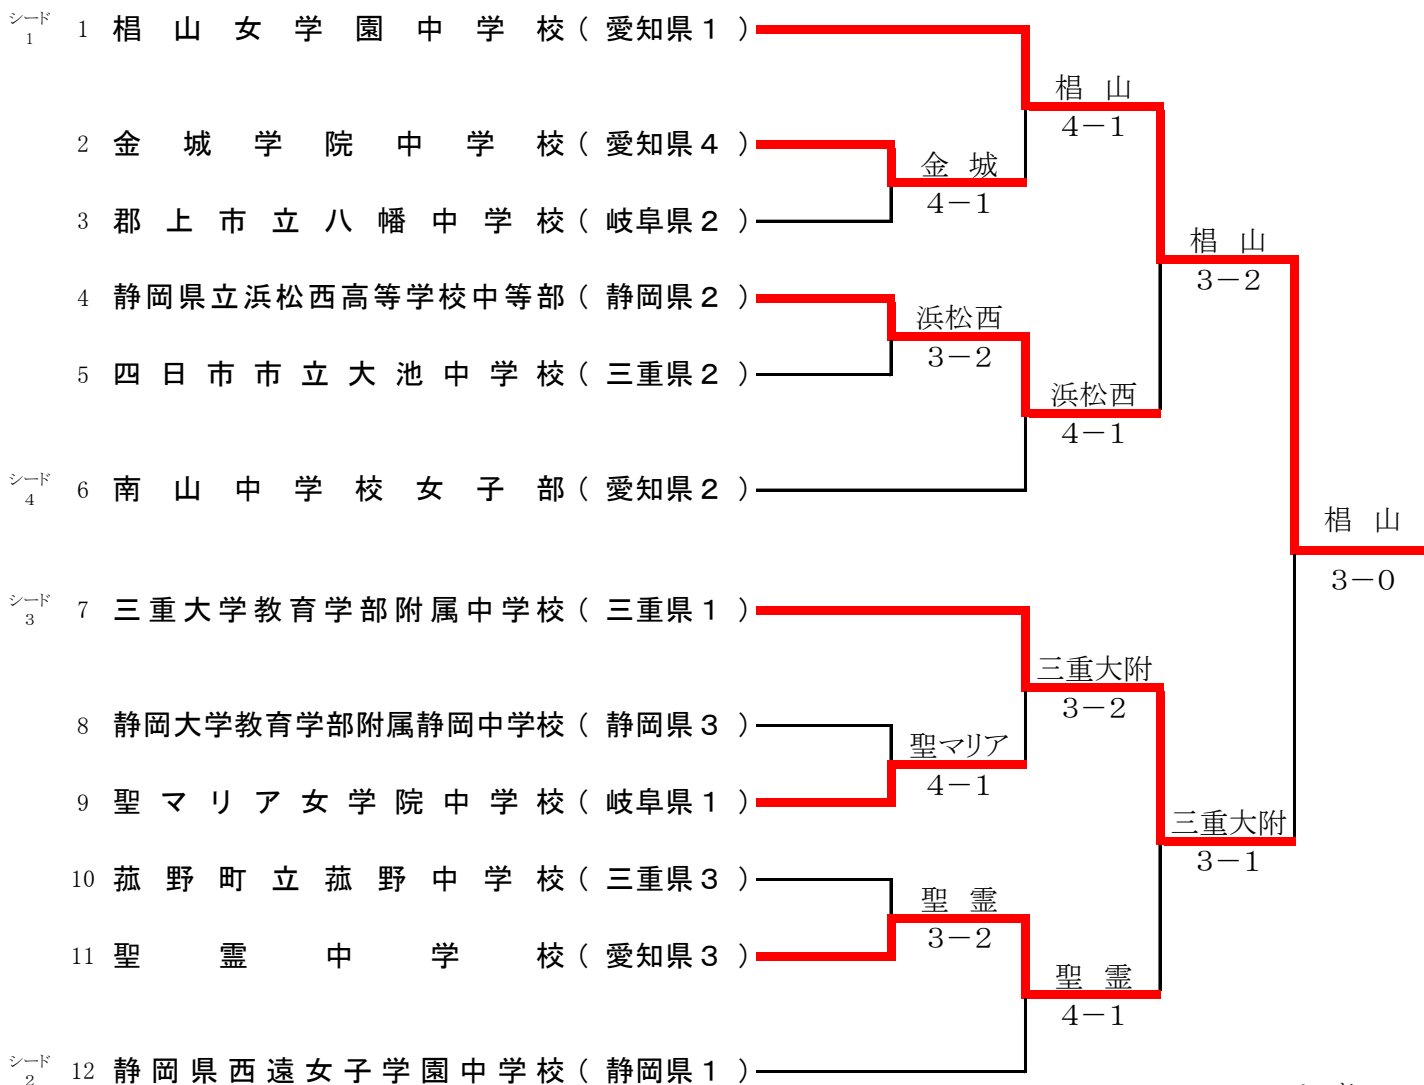 シード
1
1 椙山女学園中学校 ( 愛知県１ )
椙 山
4－1
2 金城学院中学校 ( 愛知県４ )
金 城
4－1
3 郡上市立八幡中学校 ( 岐阜県２ )
椙 山
3－2
4 静岡県立浜松西高等学校中等部 ( 静岡県２ )
浜松西
3－2
5 四日市市立大池中学校 ( 三重県２ )
浜松西
4－1
シード
4
6 南山中学校女子部 ( 愛知県２ )
椙 山
3－0
シード
3
7 三重大学教育学部附属中学校 ( 三重県１ )
三重大附
3－2
8 静岡大学教育学部附属静岡中学校 ( 静岡県３ )
聖マリア
4－1
9 聖マリア女学院中学校 ( 岐阜県１ )
三重大附
3－1
10 菰野町立菰野中学校 ( 三重県３ )
聖 霊
3－2
11 聖霊中学校 ( 愛知県３ )
聖 霊
4－1
シード
2
12 静岡県西遠女子学園中学校 ( 静岡県１ )